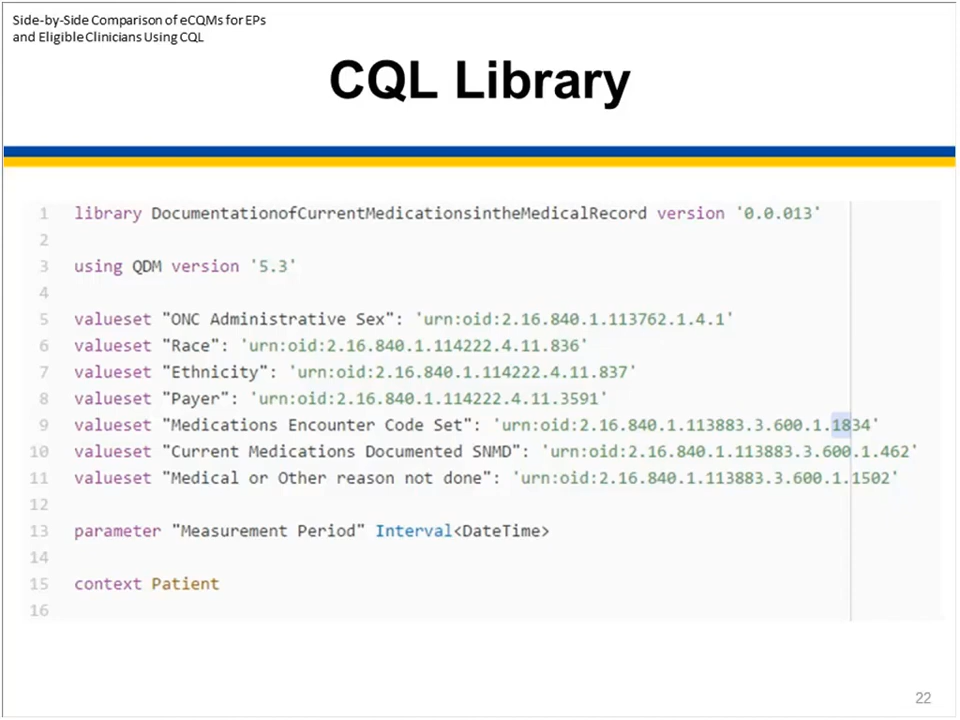 Side-by-Side Comparison of eCQMs for EPs
and Eligible Clinicians Using CQL
CQL Library
1 library DocumentationofCurrentMedicationsintheMedicalRecord version '0.0.013'
2
3 using QDM version '5.3'
4
5 valueset "ONC Administrative Sex": 'urn:oid:2.16.840.1.113762.1.4.1'
6 valueset "Race": 'urn:oid:2.16.840.1.114222.4.11.836'
7 valueset "Ethnicity": 'urn:oid:2.16.840.1.114222.4.11.837'
8 valueset "Payer": 'urn:oid:2.16.840.1.114222.4.11.3591'
9 valueset "Medications Encounter Code Set": 'urn:oid:2.16.840.1.113883.3.600.1.1834'
10 valueset "Current Medications Documented SNMD": 'urn:oid:2.16.840.1.113883.3.600.1.462'
11 valueset "Medical or Other reason not done": 'urn:oid:2.16.840.1.113883.3.600.1.1502'
12
13 parameter "Measurement Period" Interval<DateTime>
14
15 context Patient
16
22